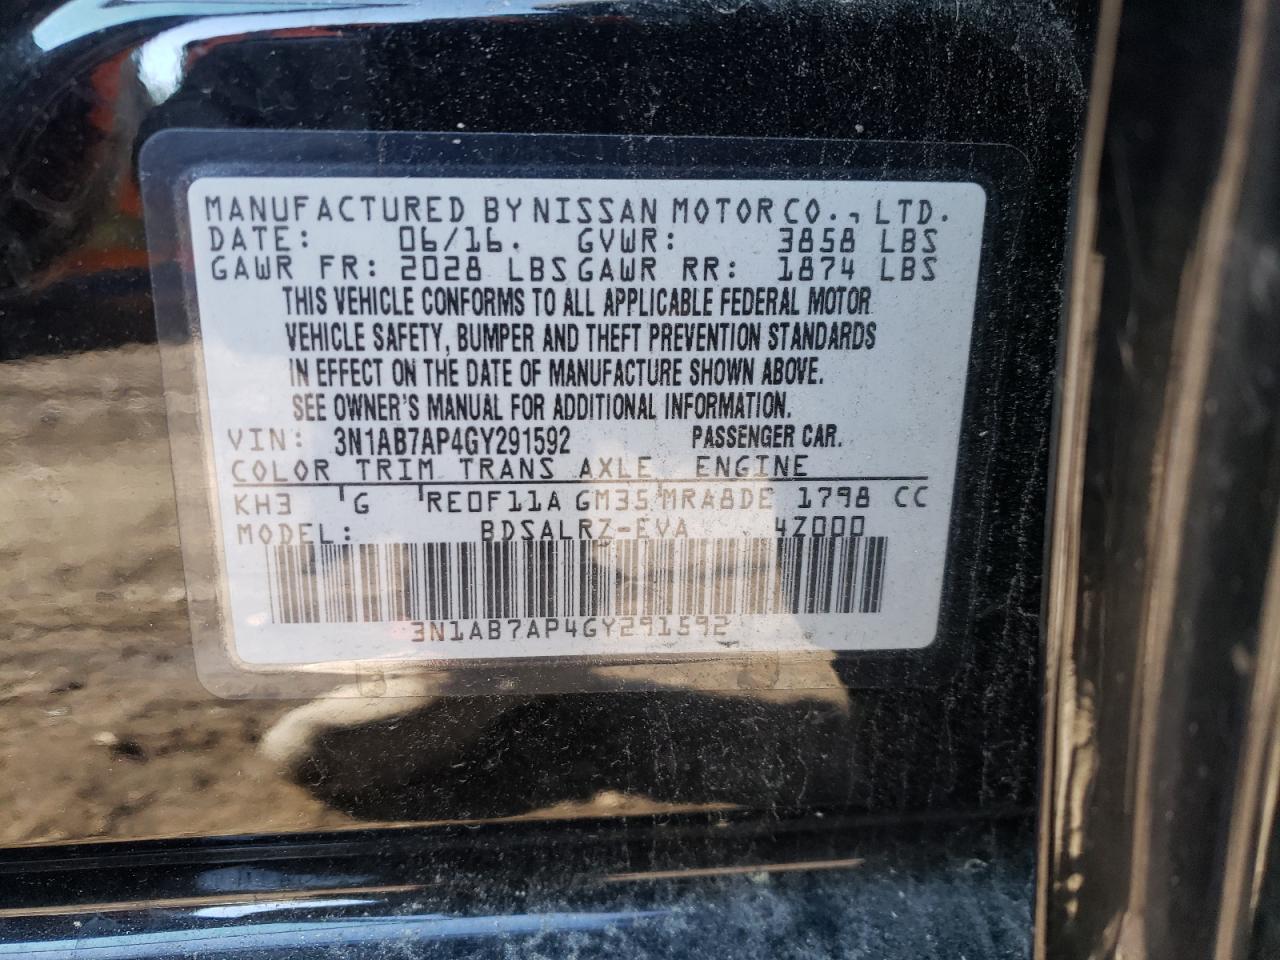 MANUFACTURED BY NISSAN MOTOR CO., LTD.
DATE: 06/16. GVWR: 3858 LBS
GAWR FR: 2028 LBS GAWR RR: 1874 LBS
THIS VEHICLE CONFORMS TO ALL APPLICABLE FEDERAL MOTOR
VEHICLE SAFETY, BUMPER AND THEFT PREVENTION STANDARDS
IN EFFECT ON THE DATE OF MANUFACTURE SHOWN ABOVE.
SEE OWNER'S MANUAL FOR ADDITIONAL INFORMATION.
VIN: 3N1AB7AP4GY291592 PASSENGER CAR.
COLOR TRIM TRANS AXLE ENGINE
KH3 G RE0F11A GM35 MRA8DE 1798 CC
MODEL: BDSALRZ-EVA 4Z000
3N1AB7AP4GY291592